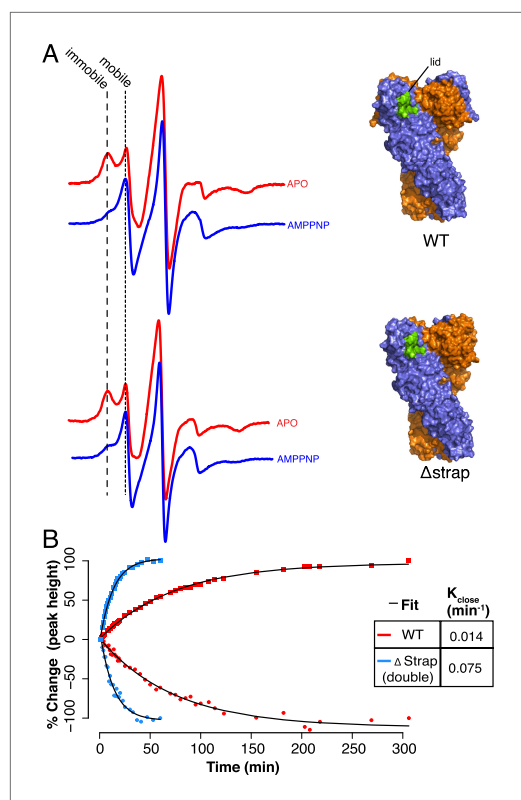 A
immobile
mobile
lid
APO
AMPPNP
WT
APO
AMPPNP
Δstrap
B
% Change (peak height)
100
50
0
−50
−100
0 50 100 150 200 250 300
Time (min)
Fit
Kclose
(min-1)
WT 0.014
Δ Strap
(double) 0.075